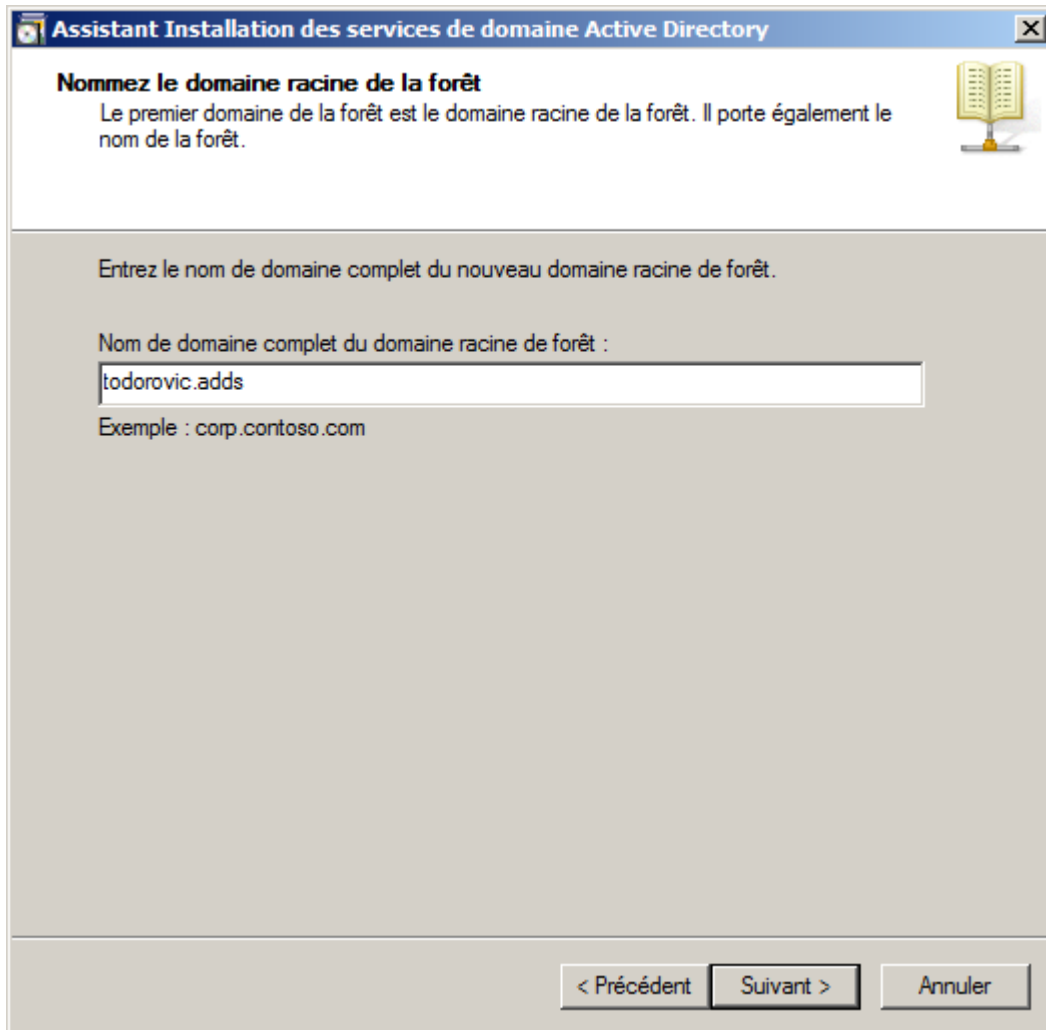 Assistant Installation des services de domaine Active Directory
Nommez le domaine racine de la forêt
Le premier domaine de la forêt est le domaine racine de la forêt. Il porte également le
nom de la forêt.
Entrez le nom de domaine complet du nouveau domaine racine de forêt.
Nom de domaine complet du domaine racine de forêt :
todorovic.adds
Exemple : corp.contoso.com
< Précédent
Suivant >
Annuler